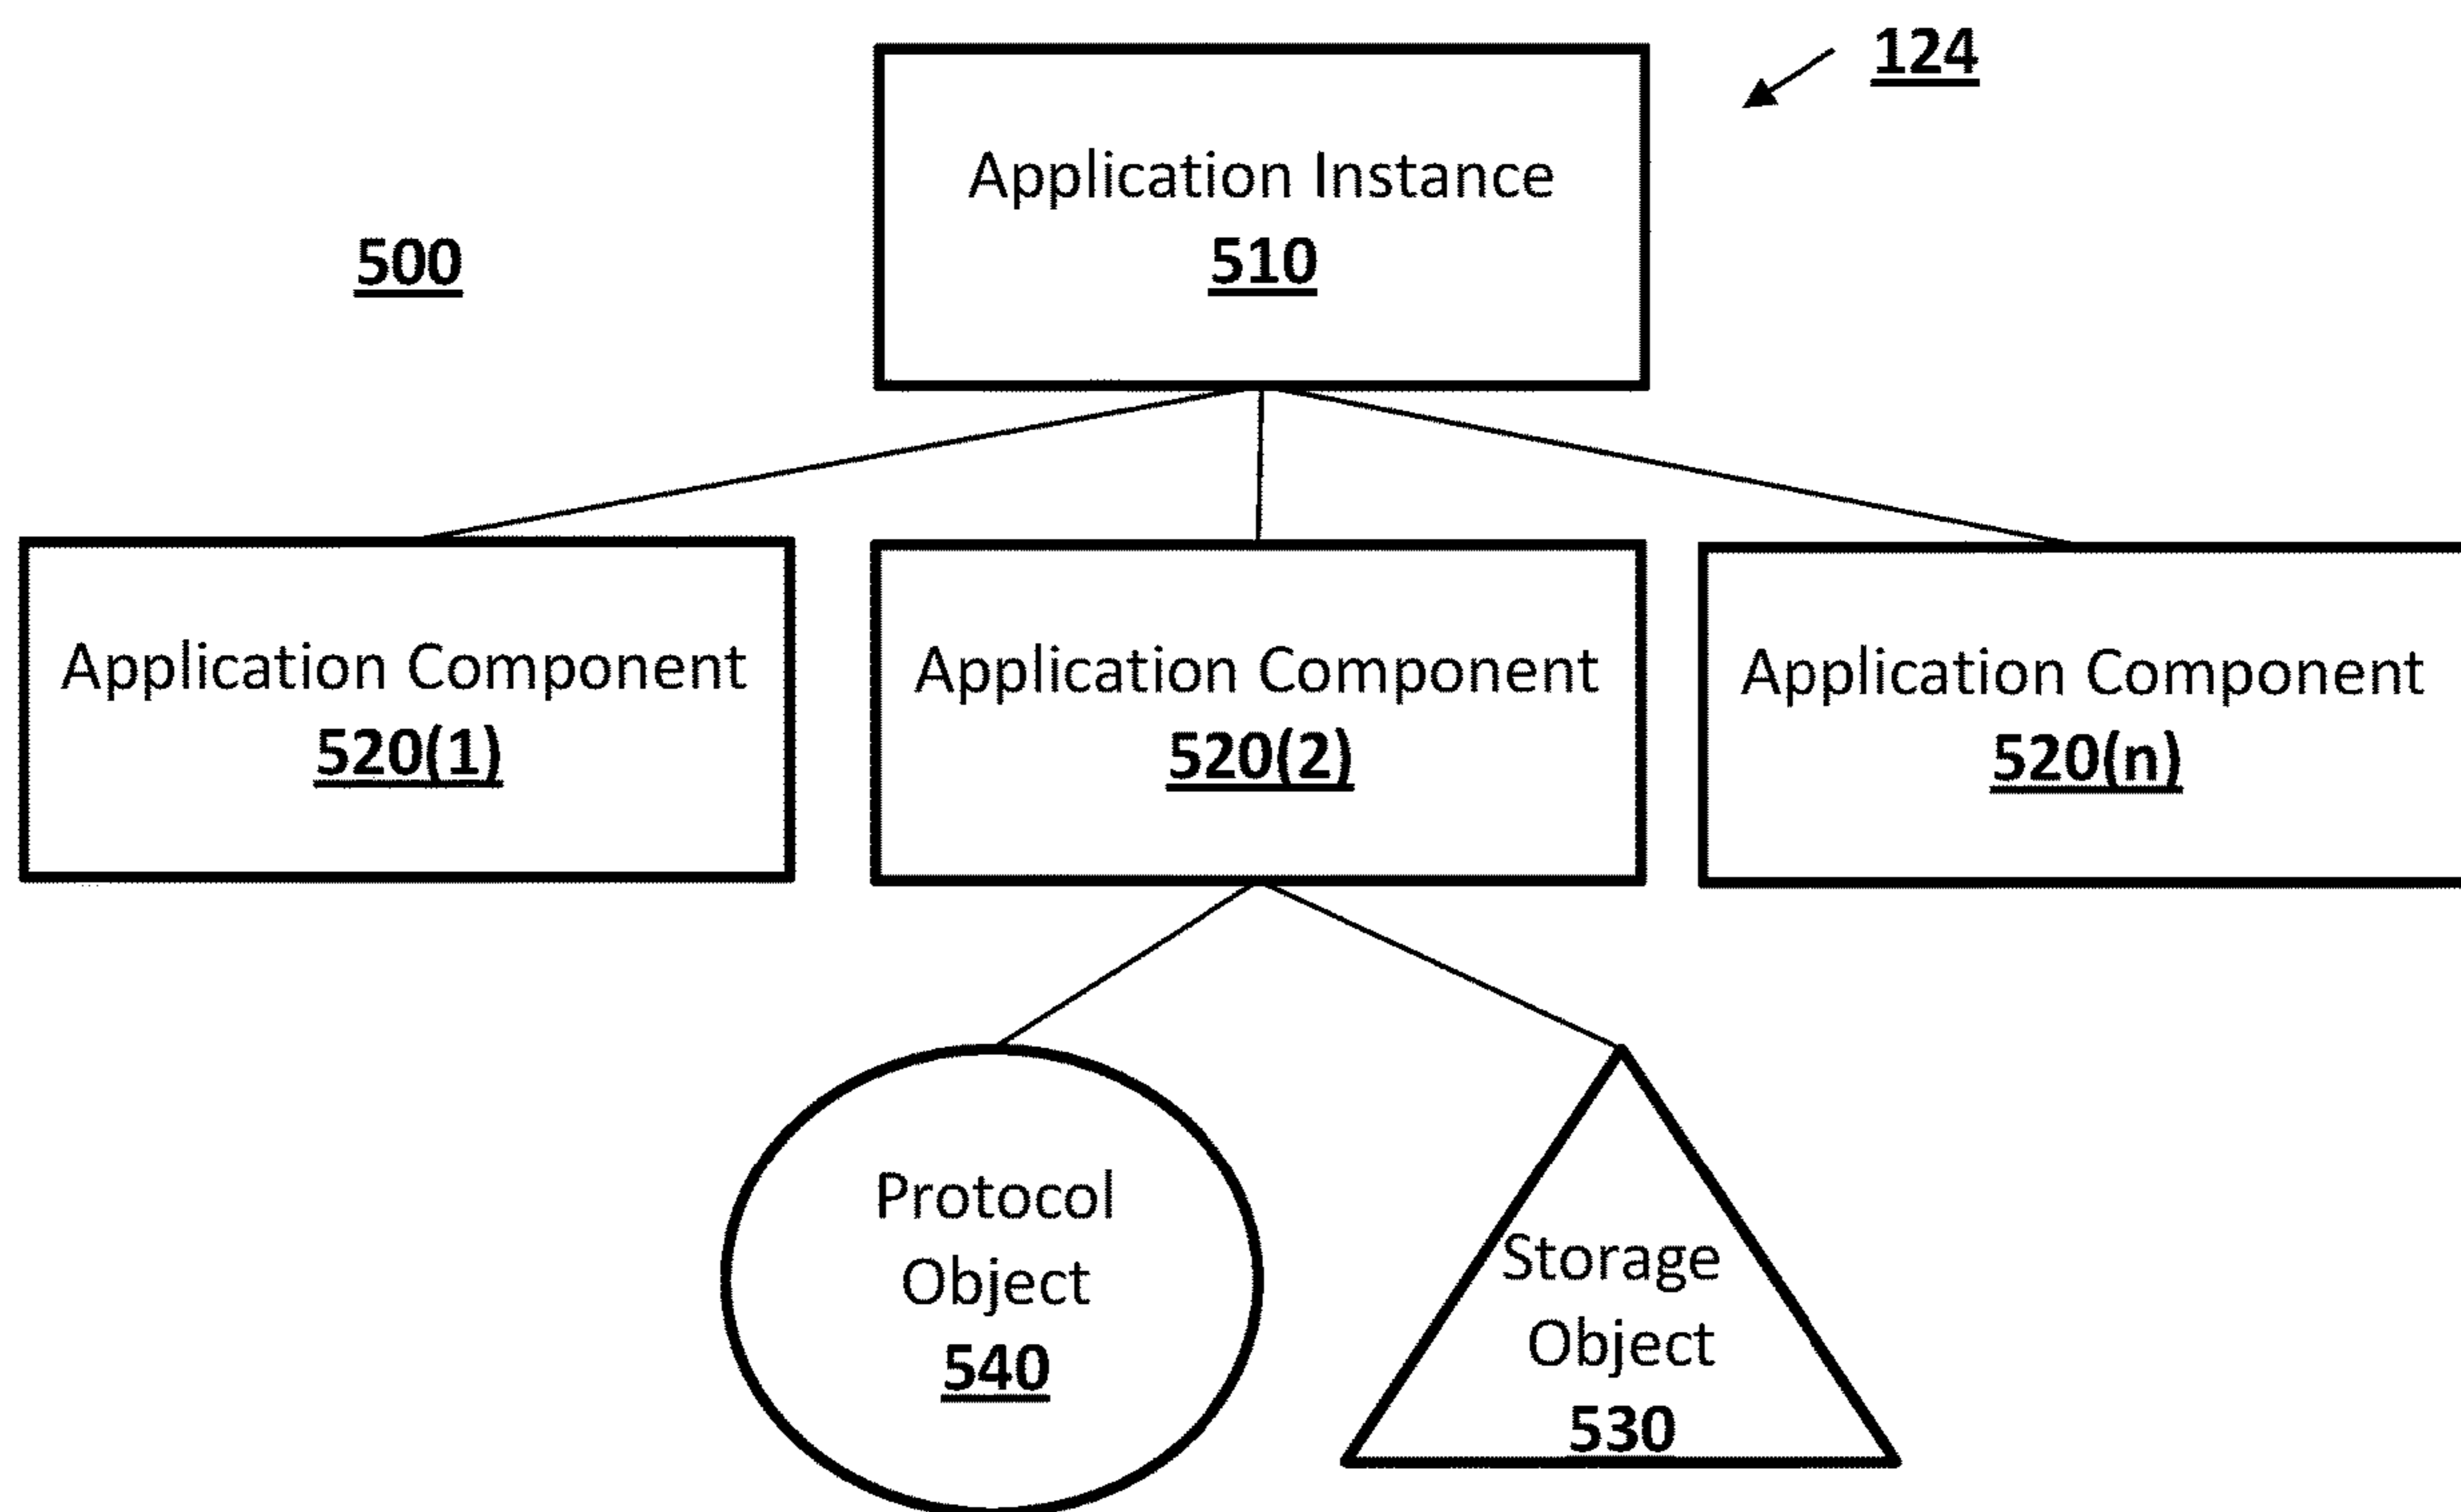 124
Application Instance
510
500
Application Component
520(1)
Application Component
520(2)
Application Component
520(n)
Protocol
Object
540
Storage
Object
530